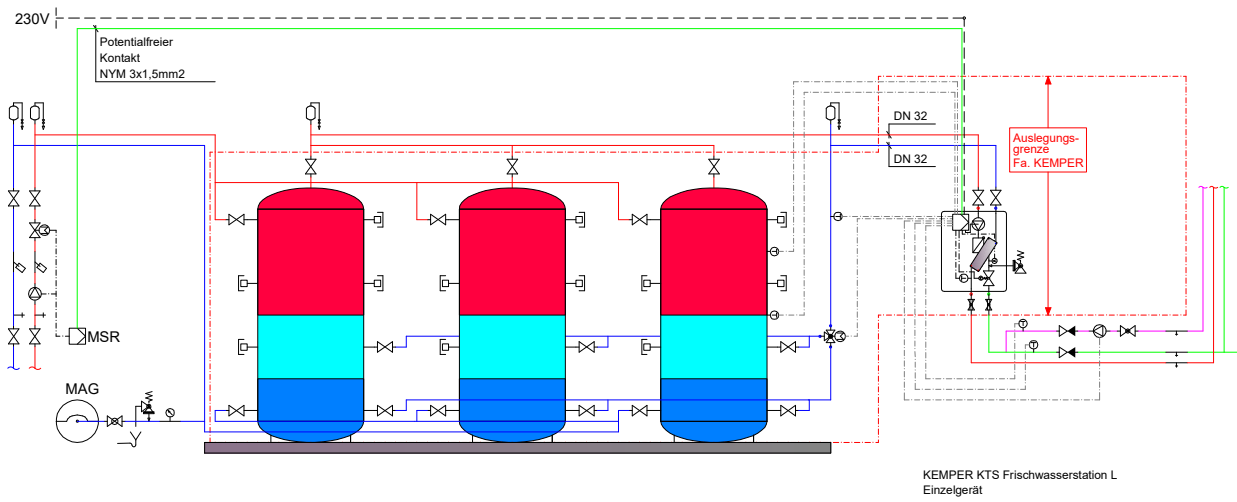 230V
Potentialfreier
Kontakt
NYM 3x1,5mm2
DN 32
DN 32
Auslegungs-
grenze
Fa. KEMPER
MSR
MAG
KEMPER KTS Frischwasserstation L
Einzelgerät